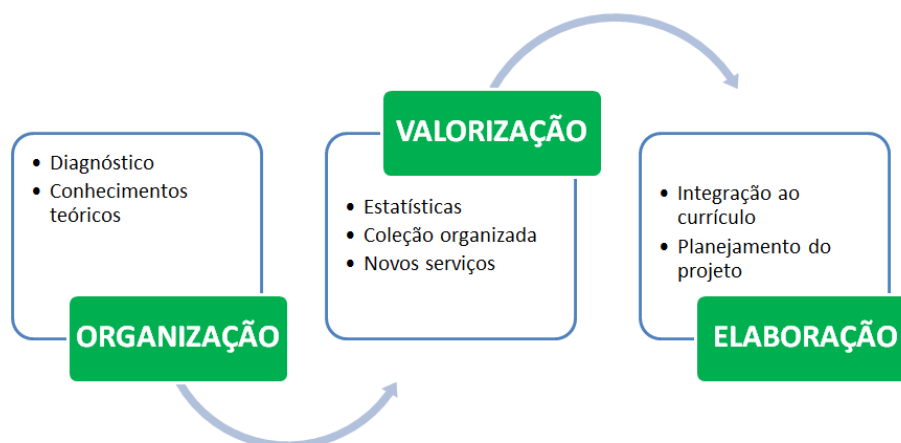 • Diagnóstico
• Conhecimentos
teóricos
ORGANIZAÇÃO
VALORIZAÇÃO
• Estatísticas
• Coleção organizada
• Novos serviços
• Integração ao
currículo
• Planejamento do
projeto
ELABORAÇÃO